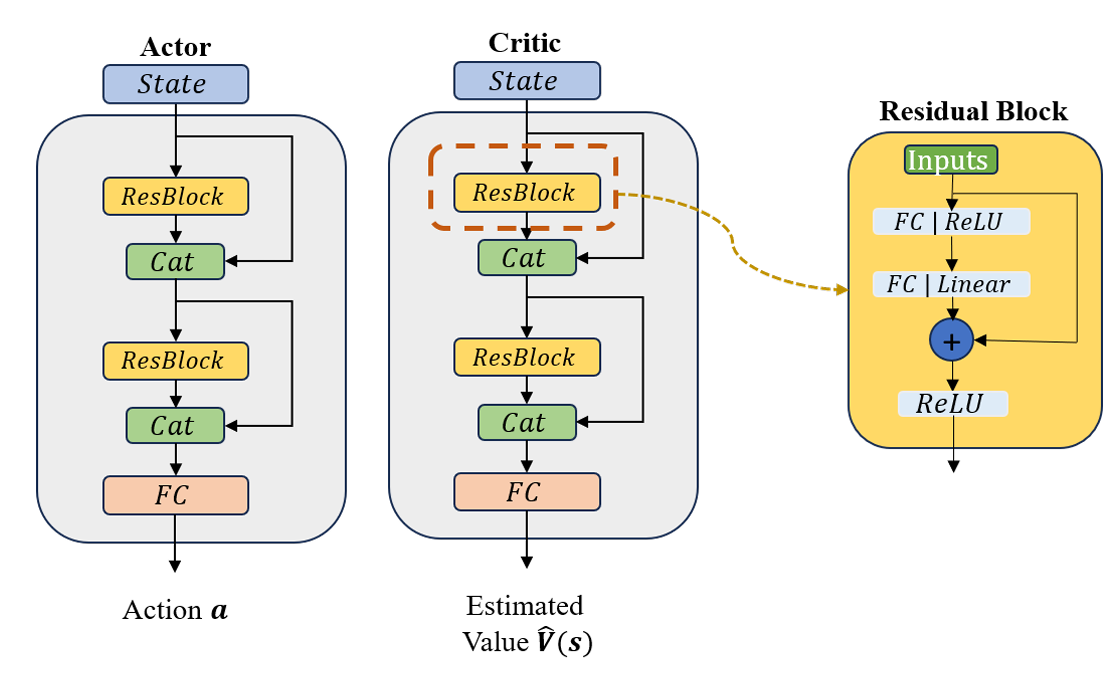 Actor
State
ResBlock
Cat
ResBlock
Cat
FC
Action a
Critic
State
ResBlock
Cat
ResBlock
Cat
FC
Estimated
Value V̂(s)
Residual Block
Inputs
FC | ReLU
FC | Linear
+
ReLU